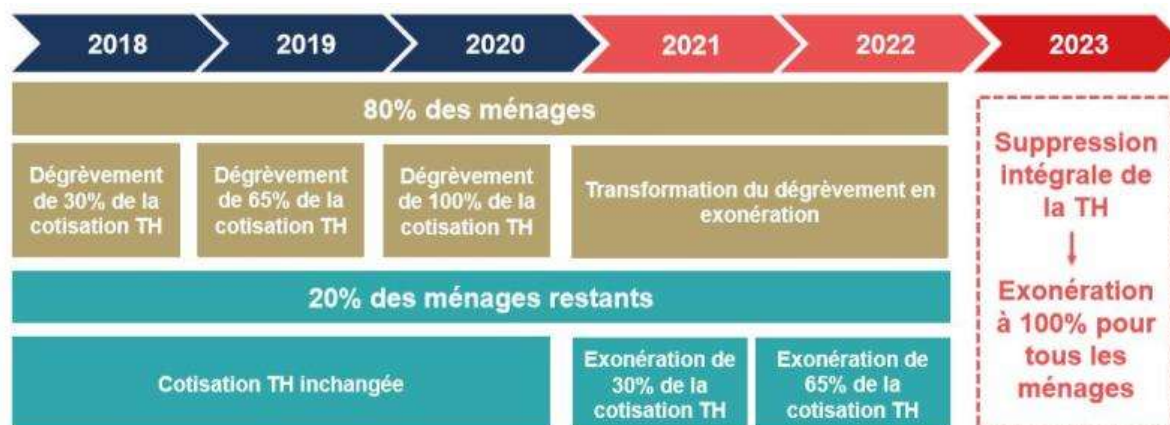 2018
2019
2020
2021
2022
2023
80% des ménages
Dégrèvement
de 30% de la
cotisation TH
Dégrèvement
de 65% de la
cotisation TH
Dégrèvement
de 100% de la
cotisation TH
Transformation du dégrèvement en
exonération
20% des ménages restants
Cotisation TH inchangée
Exonération de
30% de la
cotisation TH
Exonération de
65% de la
cotisation TH
Suppression
intégrale de
la TH
Exonération
à 100% pour
tous les
ménages